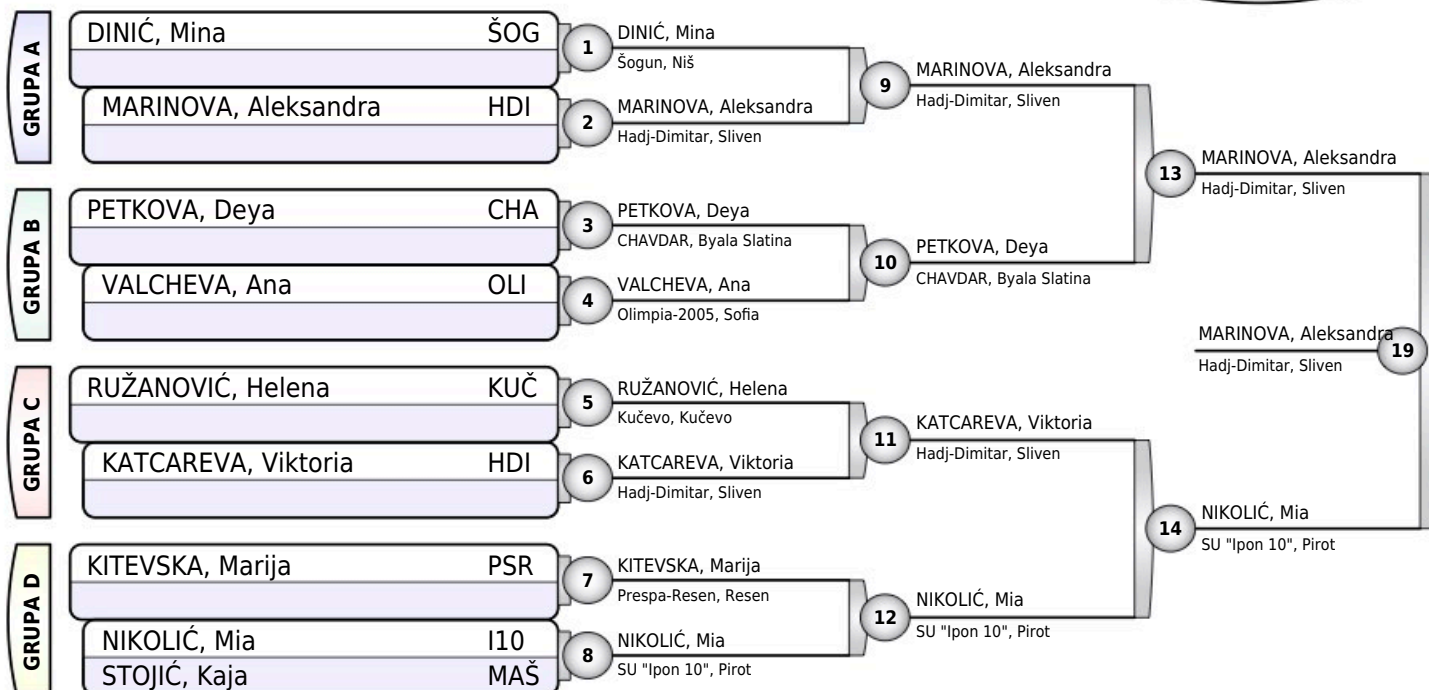 GRUPA A
DINIĆ, Mina ŠOG
MARINOVA, Aleksandra HDI
GRUPA B
PETKOVA, Deya CHA
VALCHEVA, Ana OLI
GRUPA C
RUŽANOVIĆ, Helena KUČ
KATCAREVA, Viktoria HDI
GRUPA D
KITEVSKA, Marija PSR
NIKOLIĆ, Mia I10
STOJIĆ, Kaja MAŠ
1 DINIĆ, Mina
Šogun, Niš
2 MARINOVA, Aleksandra
Hadj-Dimitar, Sliven
3 PETKOVA, Deya
CHAVDAR, Byala Slatina
4 VALCHEVA, Ana
Olimpia-2005, Sofia
5 RUŽANOVIĆ, Helena
Kučevo, Kučevo
6 KATCAREVA, Viktoria
Hadj-Dimitar, Sliven
7 KITEVSKA, Marija
Prespa-Resen, Resen
8 NIKOLIĆ, Mia
SU "Ipon 10", Pirot
9 MARINOVA, Aleksandra
Hadj-Dimitar, Sliven
10 PETKOVA, Deya
CHAVDAR, Byala Slatina
11 KATCAREVA, Viktoria
Hadj-Dimitar, Sliven
12 NIKOLIĆ, Mia
SU "Ipon 10", Pirot
13 MARINOVA, Aleksandra
Hadj-Dimitar, Sliven
14 NIKOLIĆ, Mia
SU "Ipon 10", Pirot
MARINOVA, Aleksandra 19
Hadj-Dimitar, Sliven